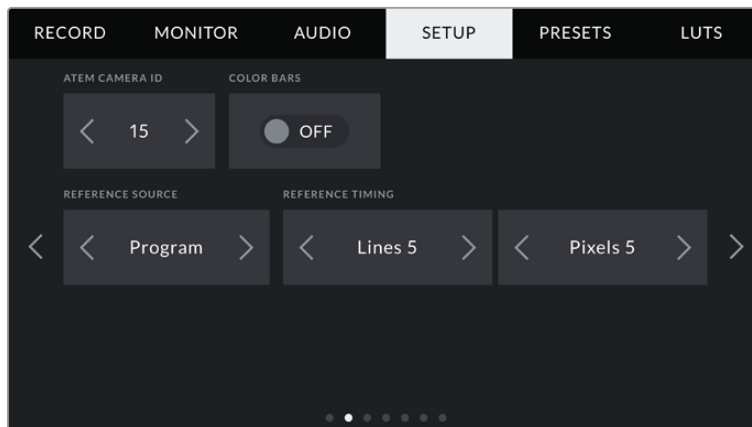 RECORD MONITOR AUDIO SETUP PRESETS LUTS
ATEM CAMERA ID COLOR BARS
15 OFF
REFERENCE SOURCE REFERENCE TIMING
Program Lines 5 Pixels 5